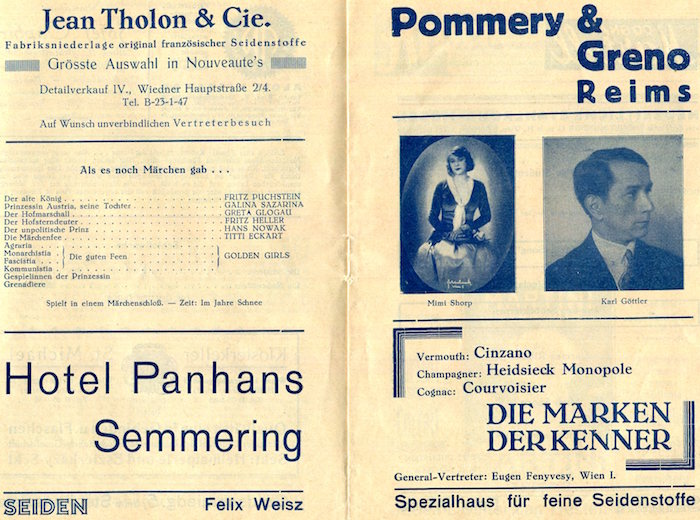 Jean Tholon & Cie.
Fabriksniederlage original französischer Seidenstoffe
Grösste Auswahl in Nouveaute's
Detailverkauf IV., Wiedner Hauptstraße 2/4.
Tel. B-23-1-47
Auf Wunsch unverbindlichen Vertreterbesuch
Als es noch Märchen gab . . .
Der alte König . . . FRITZ PUCHSTEIN
Prinzessin Austria, seine Tochter . . . GALINA SAZARINA
Der Hofmarschall . . . GRETA GLOGAU
Der Hofsterndeuter . . . FRITZ HELLER
Der unpolitische Prinz . . . HANS NOWAK
Die Märchenfee . . . TITTI ECKART
Agraria . . .
Monarchistia . . .
Fascistia . . .
Kommunistia . . .
Die guten Feen . . . GOLDEN GIRLS
Gespielinnen der Prinzessin
Grenadiere
Spielt in einem Märchenschloß. — Zeit: Im Jahre Schnee
Hotel Panhans
Semmering
SEIDEN Felix Weisz
Pommery &
Greno
Reims
Mimi Shorp
Karl Göttler
Vermouth: Cinzano
Champagner: Heidsieck Monopole
Cognac: Courvoisier
DIE MARKEN
DER KENNER
General-Vertreter: Eugen Fenyvesy, Wien I.
Spezialhaus für feine Seidenstoffe